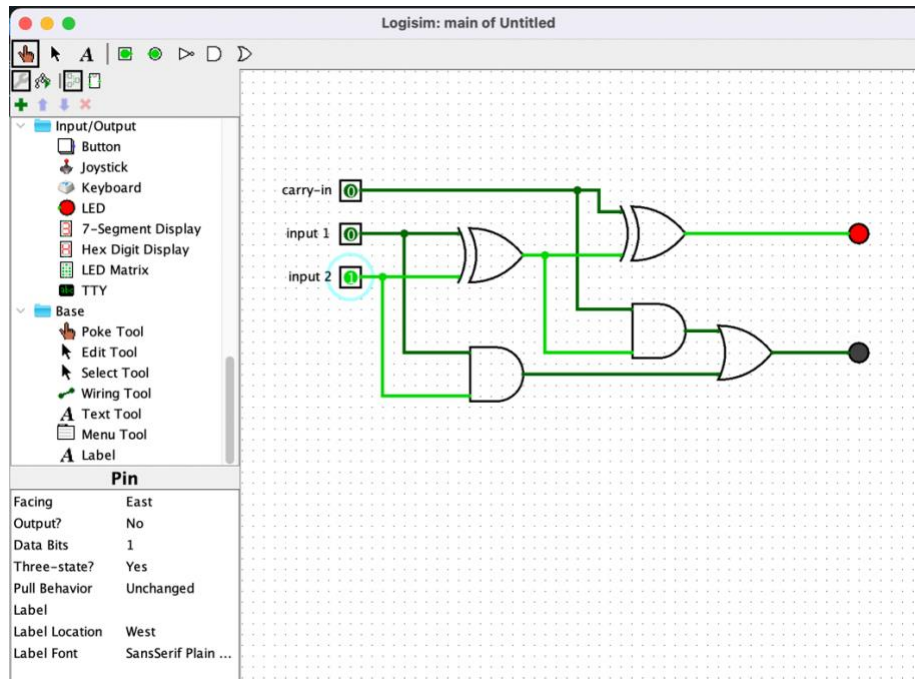 Logisim: main of Untitled
A
Input/Output
Button
Joystick
Keyboard
LED
7-Segment Display
Hex Digit Display
LED Matrix
TTY
Base
Poke Tool
Edit Tool
Select Tool
Wiring Tool
A Text Tool
Menu Tool
A Label
Pin
Facing East
Output? No
Data Bits 1
Three-state? Yes
Pull Behavior Unchanged
Label
Label Location West
Label Font SansSerif Plain ...
carry-in 0
input 1 0
input 2 1